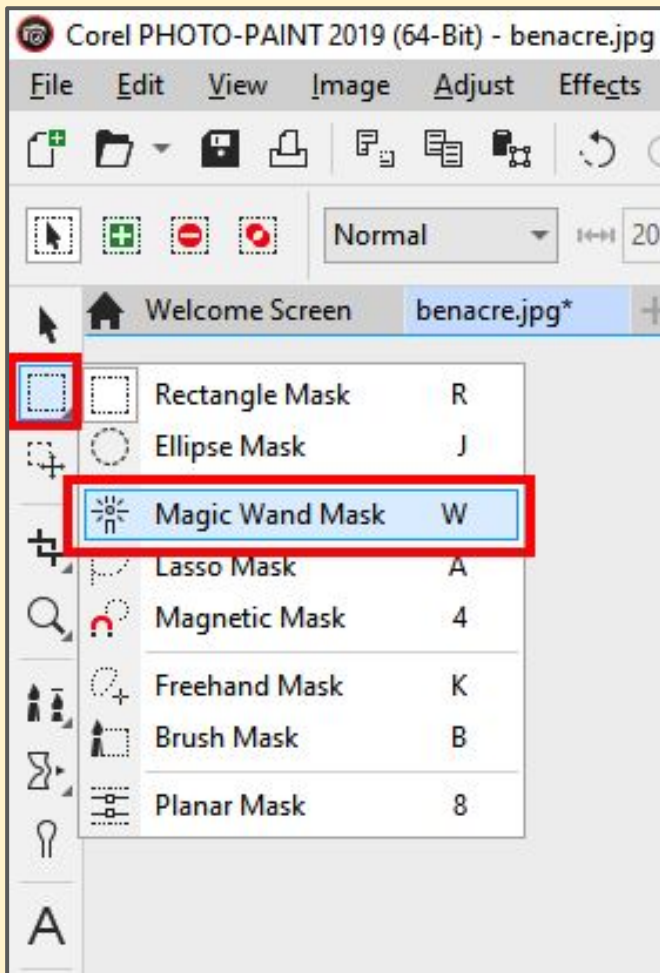 Corel PHOTO-PAINT 2019 (64-Bit) - benacre.jpg
File Edit View Image Adjust Effects
Normal 20
Welcome Screen benacre.jpg*
Rectangle Mask R
Ellipse Mask J
Magic Wand Mask W
Lasso Mask A
Magnetic Mask 4
Freehand Mask K
Brush Mask B
Planar Mask 8
A